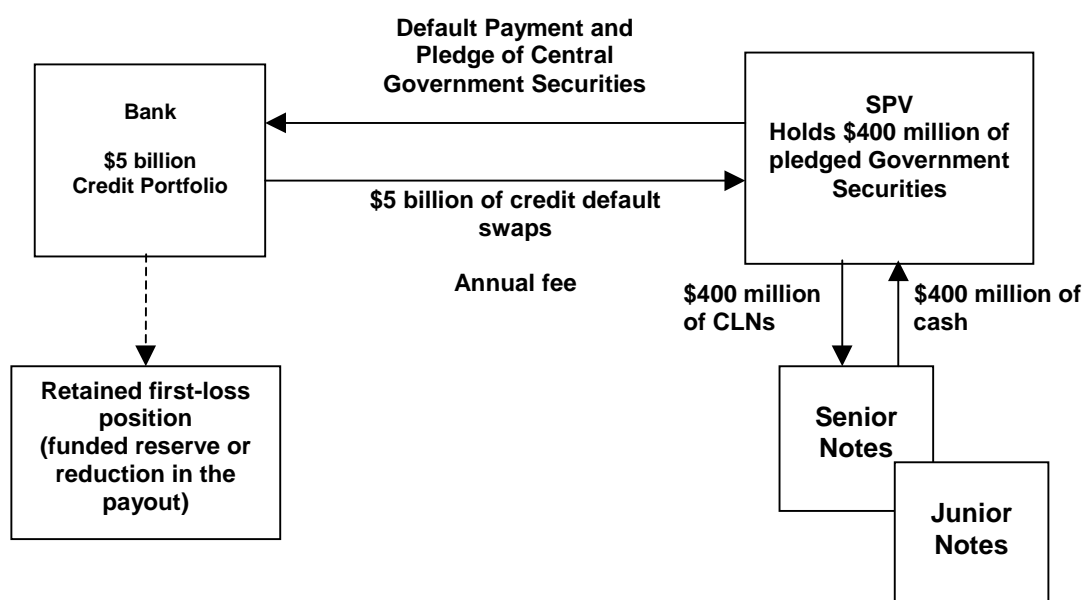 Default Payment and
Pledge of Central
Government Securities
Bank
$5 billion
Credit Portfolio
SPV
Holds $400 million of
pledged Government
Securities
$5 billion of credit default
swaps
Annual fee
$400 million
of CLNs
$400 million of
cash
Retained first-loss
position
(funded reserve or
reduction in the
payout)
Senior
Notes
Junior
Notes